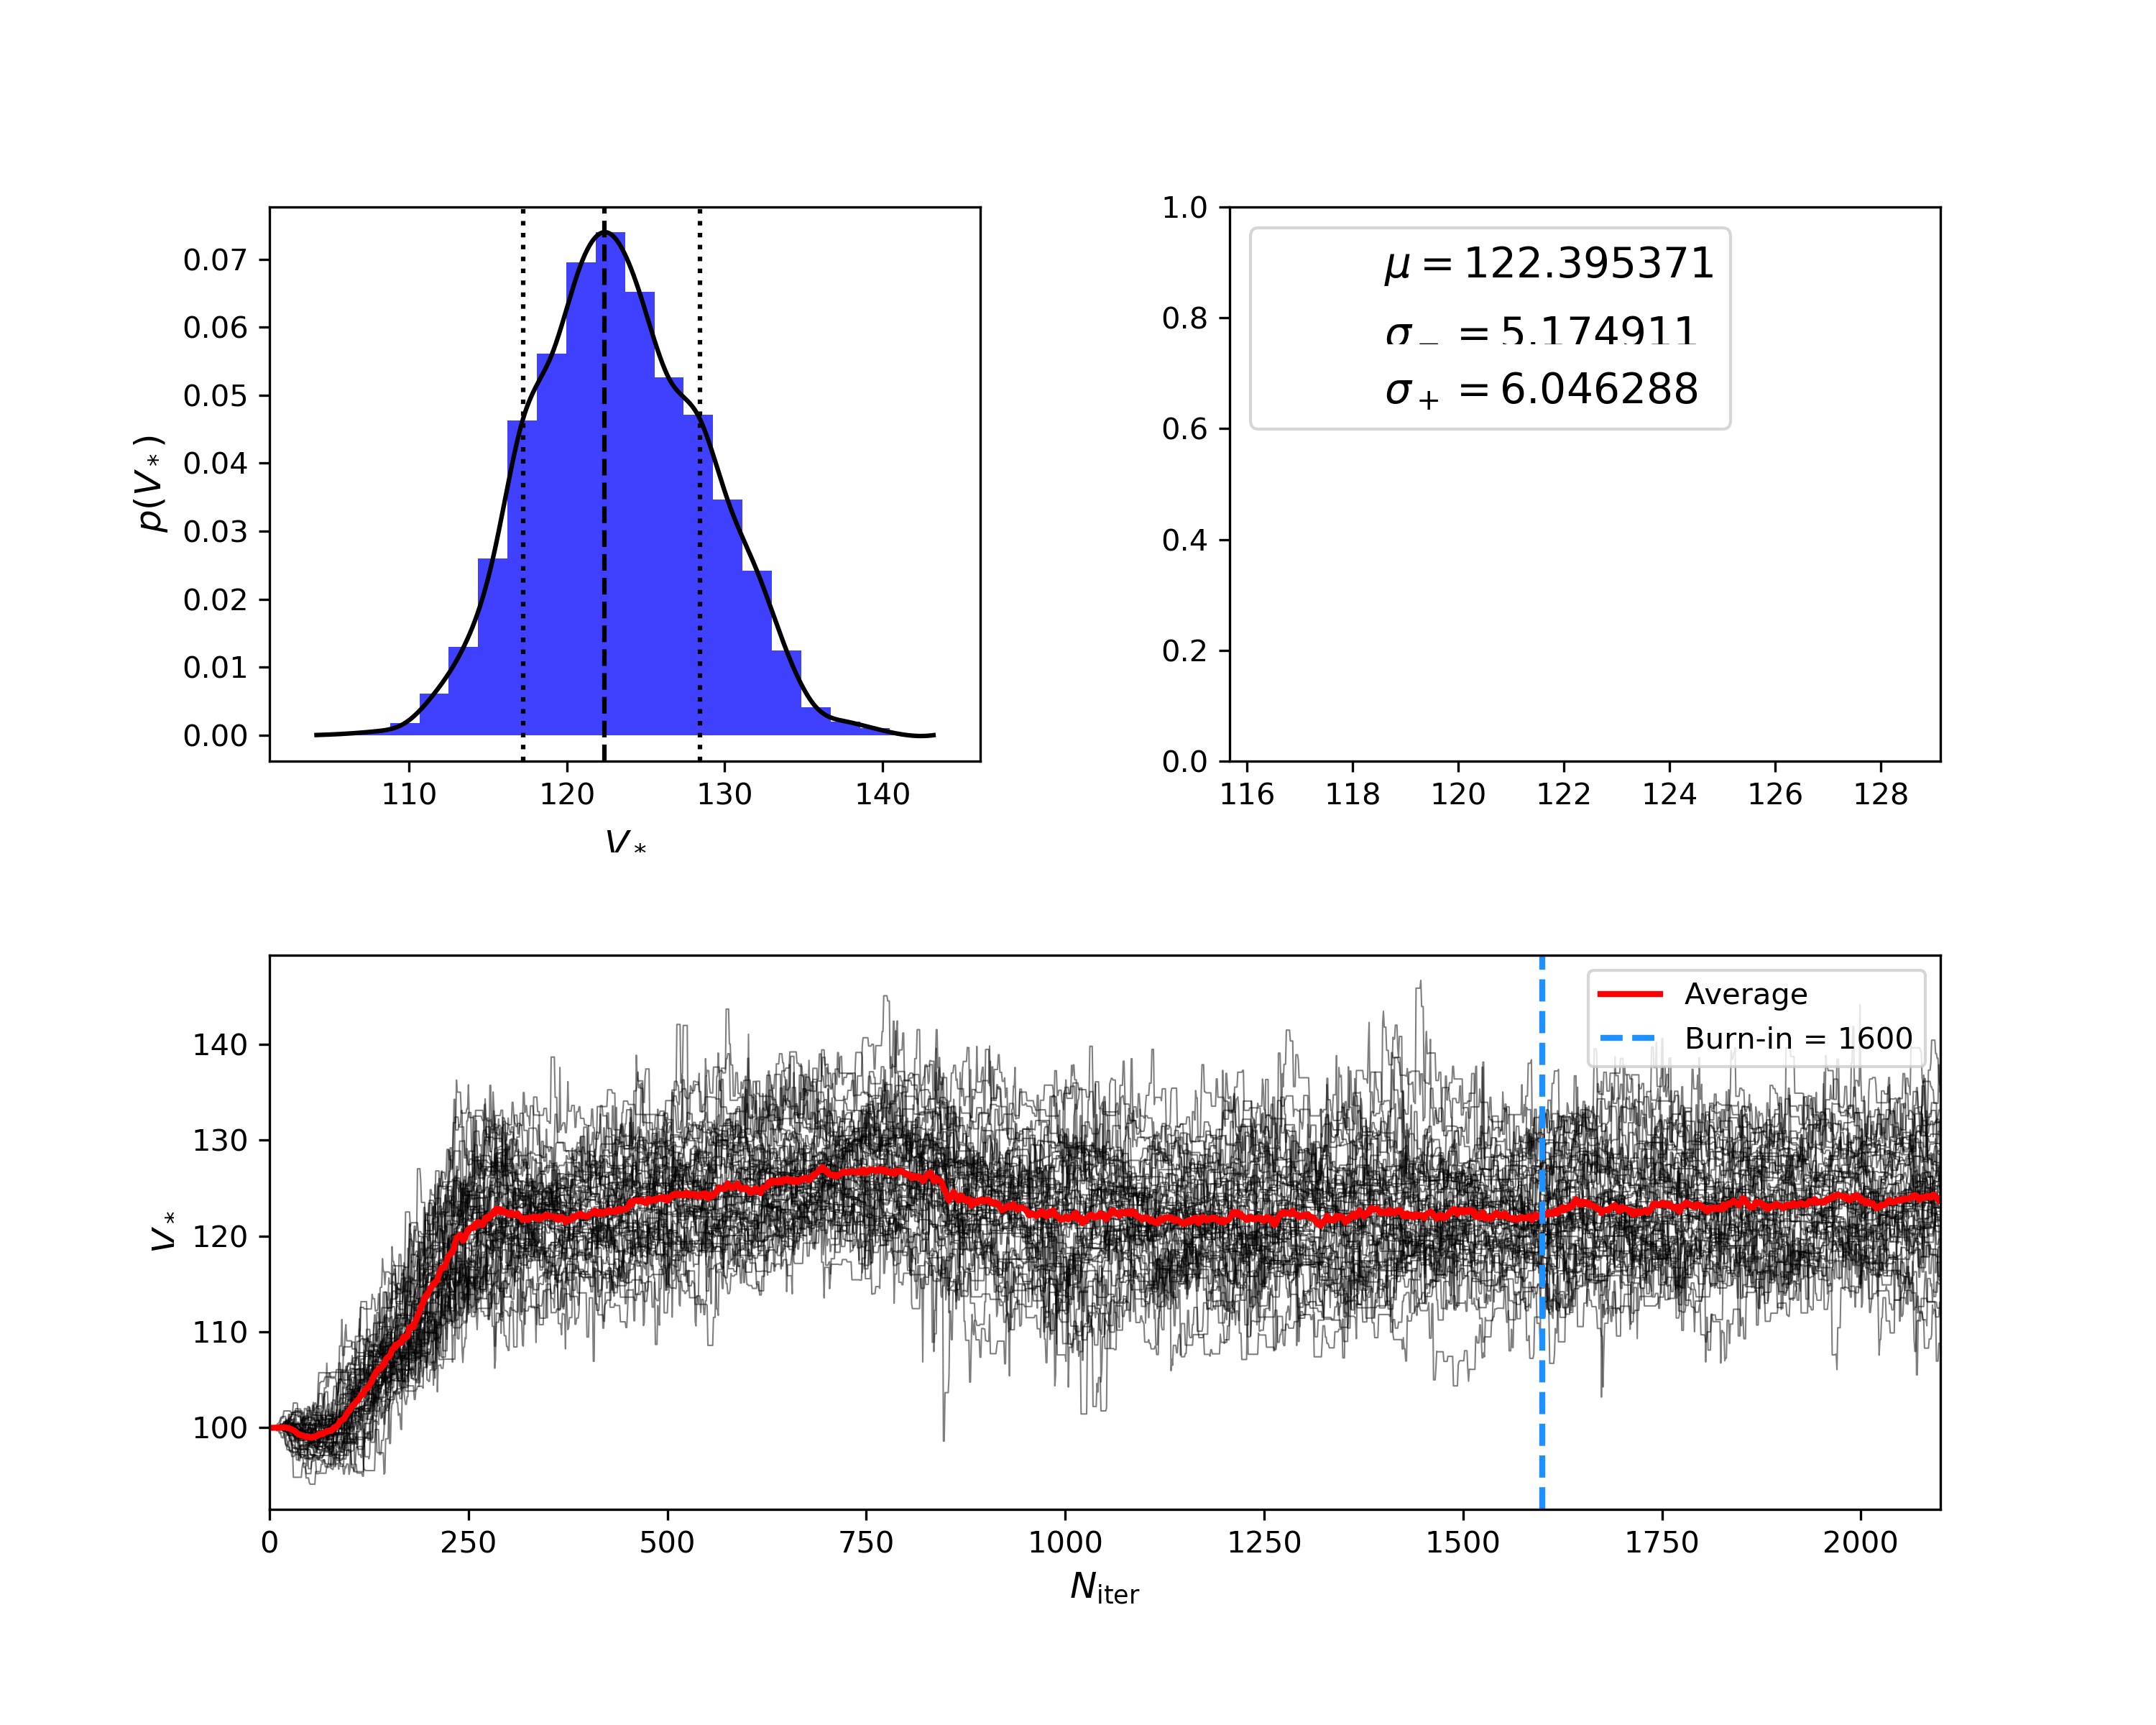 0.07
0.06
0.05
0.04
0.03
0.02
0.01
0.00
p(V*)
110 120 130 140
V*
1.0
0.8
0.6
0.4
0.2
0.0
μ = 122.395371
σ− = 5.174911
σ+ = 6.046288
116 118 120 122 124 126 128
140
130
120
110
100
V*
Average
Burn-in = 1600
0 250 500 750 1000 1250 1500 1750 2000
Niter